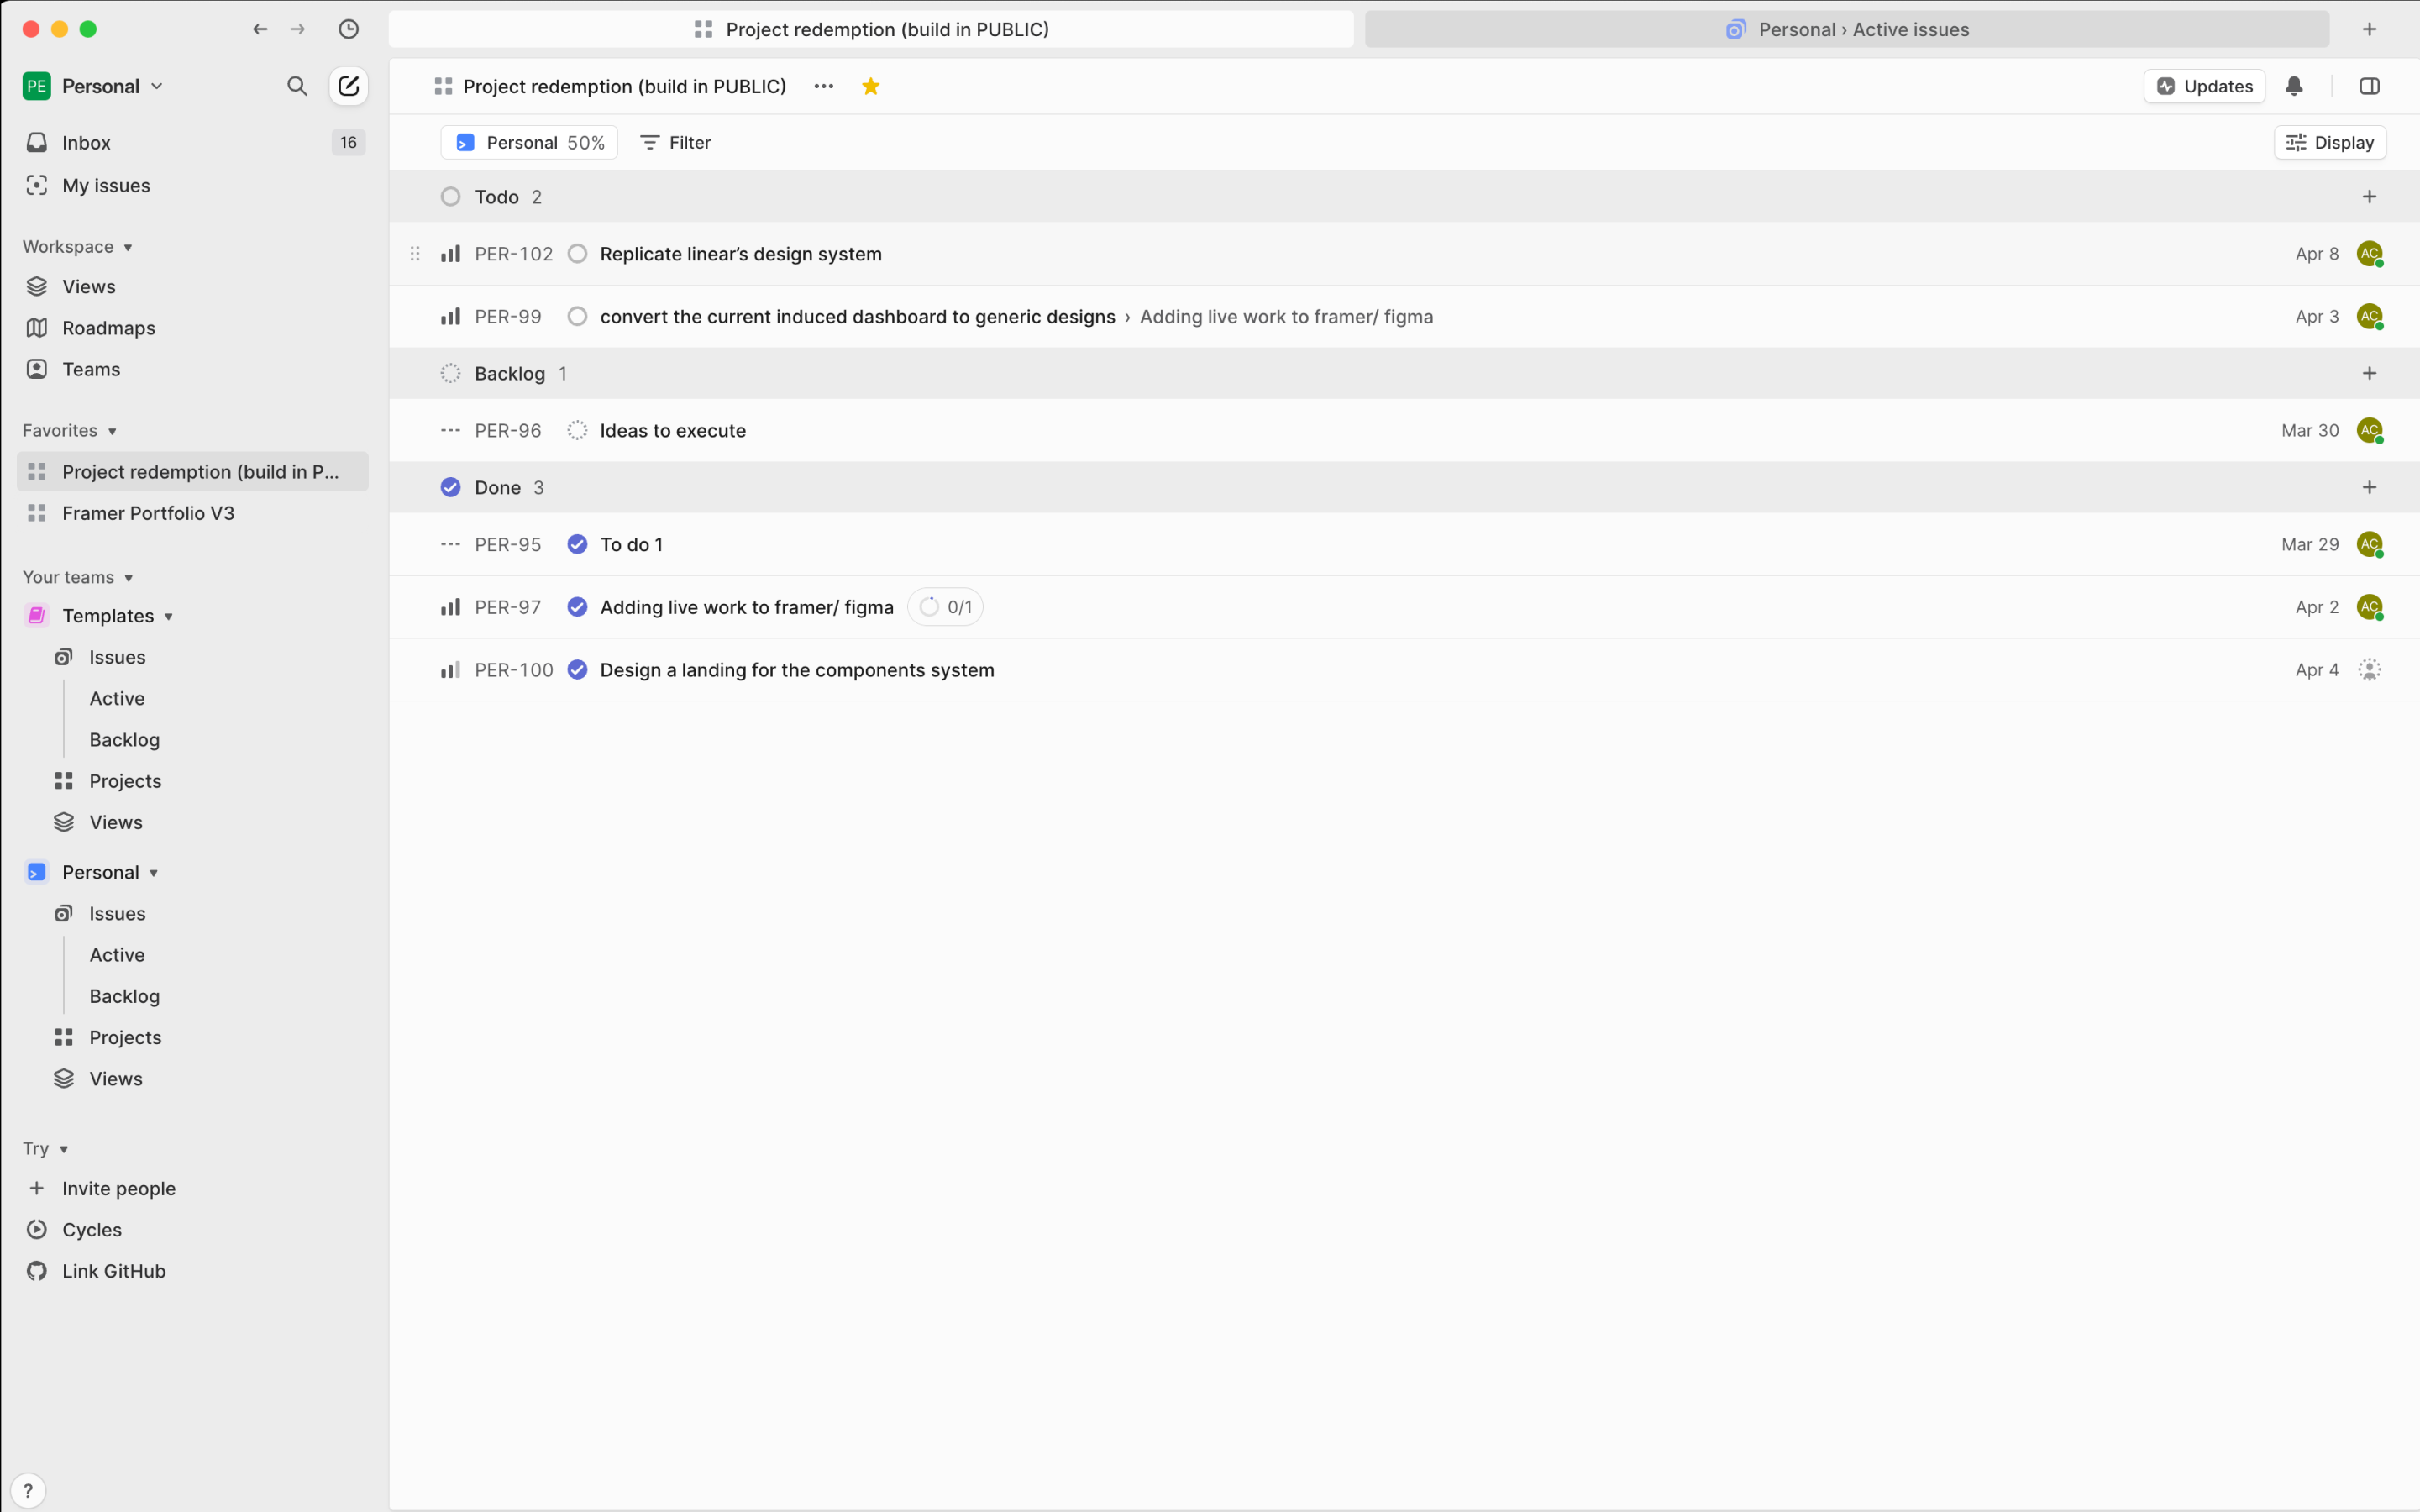 Project redemption (build in PUBLIC)
Personal › Active issues
PE Personal
Project redemption (build in PUBLIC)
Updates
Inbox 16
Personal 50%
Filter
Display
My issues
Todo 2
Workspace
PER-102 Replicate linear’s design system Apr 8 AC
Views
PER-99 convert the current induced dashboard to generic designs › Adding live work to framer/ figma Apr 3 AC
Roadmaps
Teams
Backlog 1
Favorites
PER-96 Ideas to execute Mar 30 AC
Project redemption (build in P...
Done 3
Framer Portfolio V3
PER-95 To do 1 Mar 29 AC
Your teams
PER-97 Adding live work to framer/ figma 0/1 Apr 2 AC
Templates
Issues
PER-100 Design a landing for the components system Apr 4
Active
Backlog
Projects
Views
Personal
Issues
Active
Backlog
Projects
Views
Try
Invite people
Cycles
Link GitHub
?